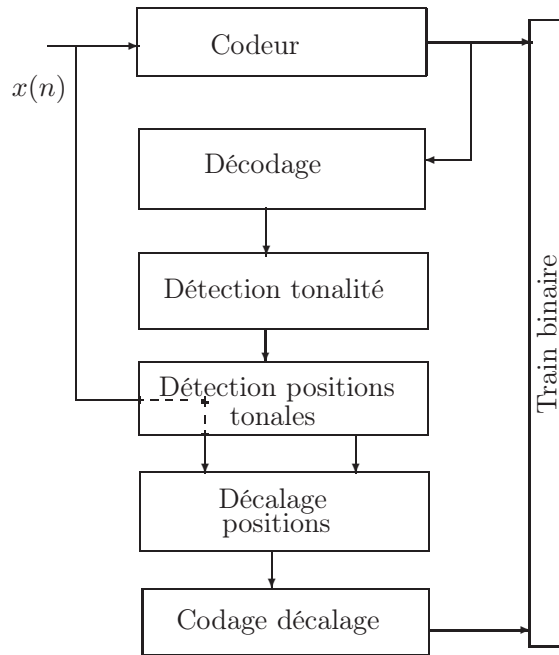 Codeur
x(n)
Décodage
Détection tonalité
Détection positions
tonales
Décalage
positions
Codage décalage
Train binaire